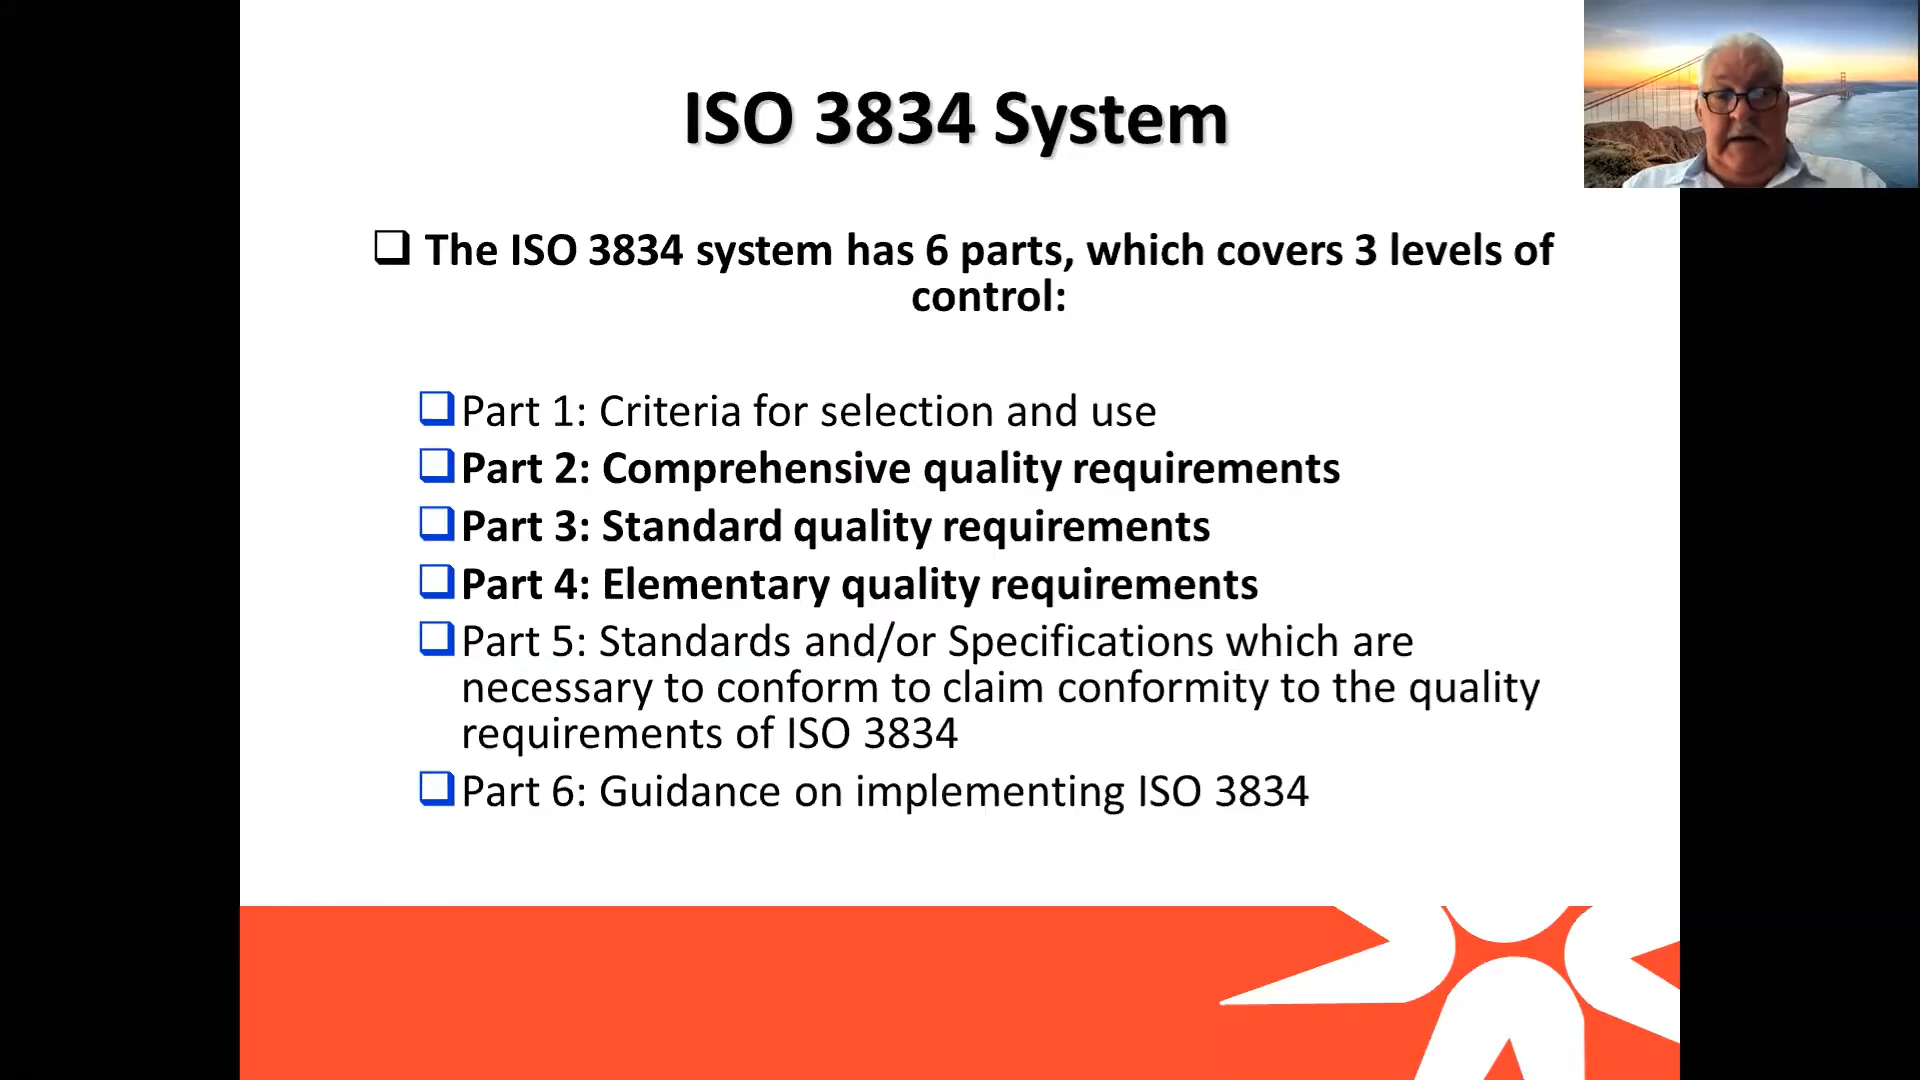 ISO 3834 System
The ISO 3834 system has 6 parts, which covers 3 levels of
control:
Part 1: Criteria for selection and use
Part 2: Comprehensive quality requirements
Part 3: Standard quality requirements
Part 4: Elementary quality requirements
Part 5: Standards and/or Specifications which are
necessary to conform to claim conformity to the quality
requirements of ISO 3834
Part 6: Guidance on implementing ISO 3834